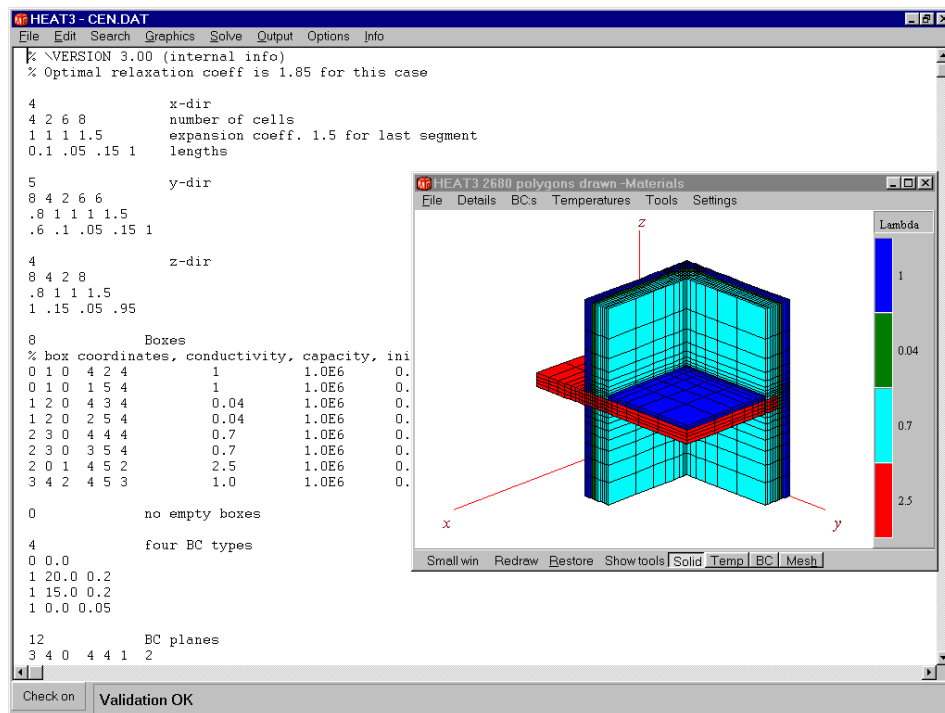 HEAT3 - CEN.DAT
File Edit Search Graphics Solve Output Options Info
% \VERSION 3.00 (internal info)
% Optimal relaxation coeff is 1.85 for this case
4 x-dir
4 2 6 8 number of cells
1 1 1 1.5 expansion coeff. 1.5 for last segment
0.1 .05 .15 1 lengths
5 y-dir
8 4 2 6 6
.8 1 1 1 1.5
.6 .1 .05 .15 1
4 z-dir
8 4 2 8
.8 1 1 1.5
1 .15 .05 .95
8 Boxes
% box coordinates, conductivity, capacity, ini
0 1 0 4 2 4 1 1.0E6 0.
0 1 0 1 5 4 1 1.0E6 0.
1 2 0 4 3 4 0.04 1.0E6 0.
1 2 0 2 5 4 0.04 1.0E6 0.
2 3 0 4 4 4 0.7 1.0E6 0.
2 3 0 3 5 4 0.7 1.0E6 0.
2 0 1 4 5 2 2.5 1.0E6 0.
3 4 2 4 5 3 1.0 1.0E6 0.
0 no empty boxes
4 four BC types
0 0.0
1 20.0 0.2
1 15.0 0.2
1 0.0 0.05
12 BC planes
3 4 0 4 4 1 2
Check on Validation OK
HEAT3 2680 polygons drawn -Materials
File Details BC:s Temperatures Tools Settings
z
x
y
Lambda
1
0.04
0.7
2.5
Small win Redraw Restore Show tools Solid Temp BC Mesh